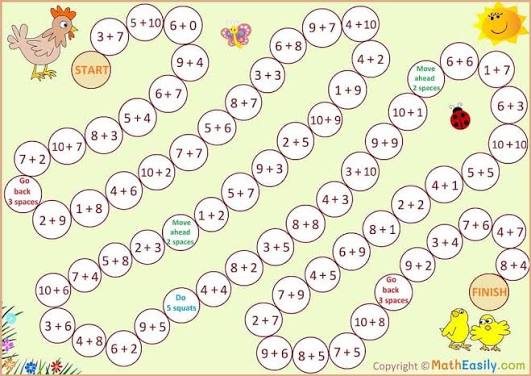 START
3 + 7
5 + 10
6 + 0
9 + 4
6 + 7
5 + 4
8 + 3
10 + 7
7 + 2
Go
back
3 spaces
2 + 9
1 + 8
4 + 6
10 + 2
7 + 7
5 + 6
8 + 7
3 + 3
6 + 8
9 + 7
4 + 10
4 + 2
1 + 9
10 + 9
2 + 5
9 + 3
5 + 7
1 + 2
Move
ahead
2 spaces
2 + 3
5 + 8
7 + 4
10 + 6
3 + 6
4 + 8
6 + 2
9 + 5
Do
5 squats
4 + 4
8 + 2
3 + 5
8 + 8
4 + 3
3 + 10
9 + 9
10 + 1
Move
ahead
2 spaces
6 + 6
1 + 7
6 + 3
10 + 10
5 + 5
4 + 1
2 + 2
8 + 1
6 + 9
4 + 5
7 + 9
2 + 7
9 + 6
8 + 5
7 + 5
10 + 8
Go
back
3 spaces
9 + 2
3 + 4
7 + 6
4 + 7
8 + 4
FINISH
Copyright © MathEasily.com